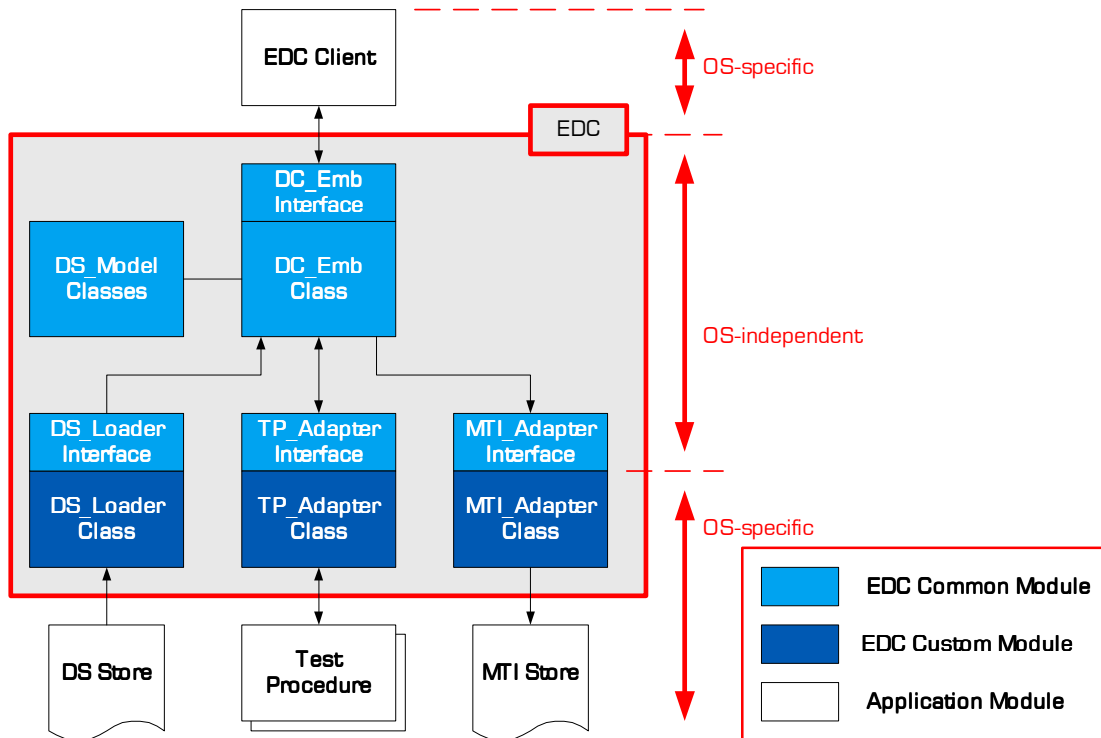 EDC Client
OS-specific
EDC
DC_Emb
Interface
DS_Model
Classes
DC_Emb
Class
OS-independent
DS_Loader
Interface
TP_Adapter
Interface
MTI_Adapter
Interface
DS_Loader
Class
TP_Adapter
Class
MTI_Adapter
Class
OS-specific
DS Store
Test
Procedure
MTI Store
EDC Common Module
EDC Custom Module
Application Module